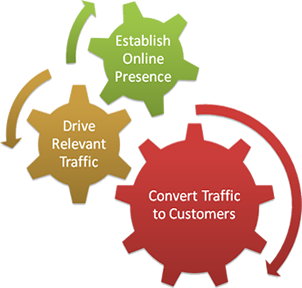 Establish
Online
Presence
Drive
Relevant
Traffic
Convert Traffic
to Customers